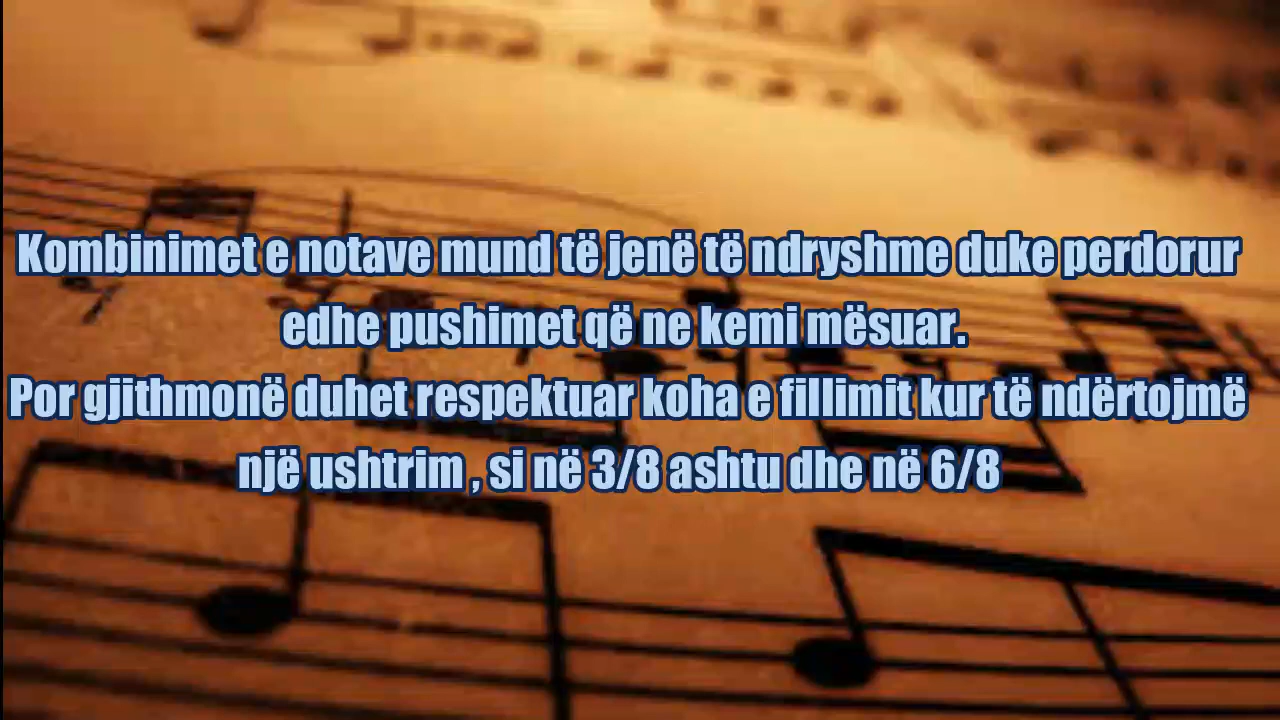 Kombinimet e notave mund të jenë të ndryshme duke perdorur
edhe pushimet që ne kemi mësuar.
Por gjithmonë duhet respektuar koha e fillimit kur të ndërtojmë
një ushtrim , si në 3/8 ashtu dhe në 6/8